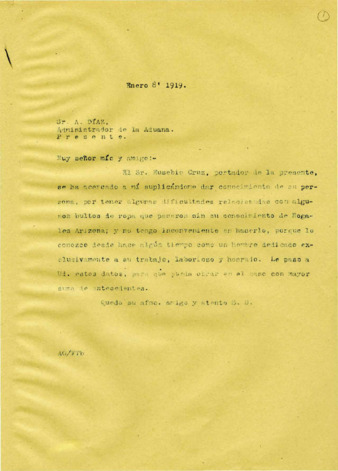 Enero 8' 1919.
Sr. A. DÍAZ,
Administrador de la Aduana.
P r e s e n t e.
Muy señor mío y amigo:-
El Sr. Eusebio Cruz, portador de la presente,
se ha acercado a mí suplicándome dar conocimiento de su per-
sona, por tener algunas dificultades relacionadas con algu-
nos bultos de ropa que pasaron sin su conocimiento de Noga-
les Arizona; y no tengo inconveniente en hacerlo, porque lo
conozco desde hace algún tiempo como un hombre dedicado ex-
clusivamente a su trabajo, laborioso y honrado. Le paso a
Ud. estos datos, para que pueda obrar en el caso con mayor
suma de antecedentes.
Quedo su afmo. amigo y atento S. S.